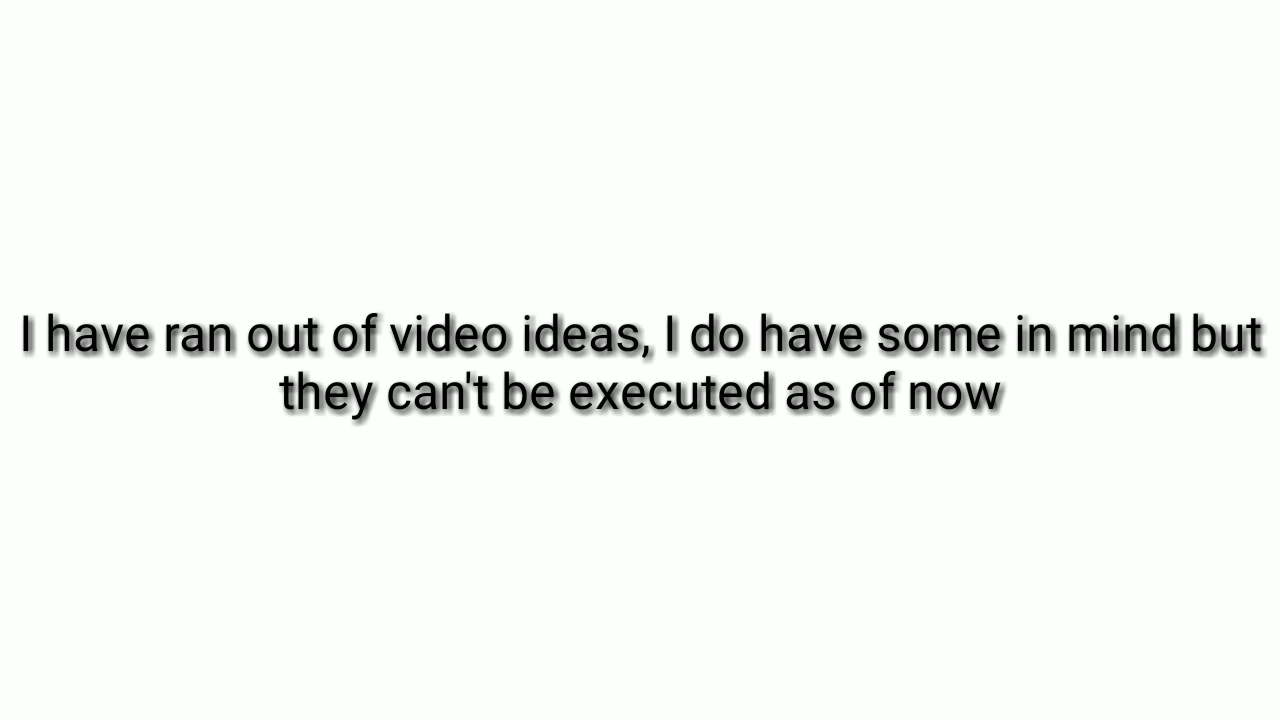 I have ran out of video ideas, I do have some in mind but
they can't be executed as of now